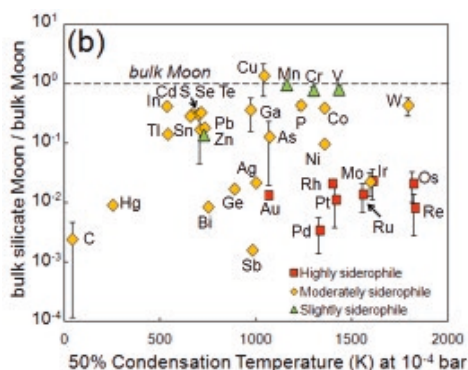 (b)
bulk silicate Moon / bulk Moon
10¹
10⁰
10⁻¹
10⁻²
10⁻³
10⁻⁴
bulk Moon
Cu
Mn
Cr
V
Cd
S
Se
Te
In
Ga
P
Co
W
Tl
Sn
Pb
Zn
As
Ni
Ag
Mo
Ir
Rh
Os
Hg
Ge
Au
Pt
Ru
Re
Bi
Pd
C
Sb
Highly siderophile
Moderately siderophile
Slightly siderophile
0 500 1000 1500 2000
50% Condensation Temperature (K) at 10⁻⁴ bar